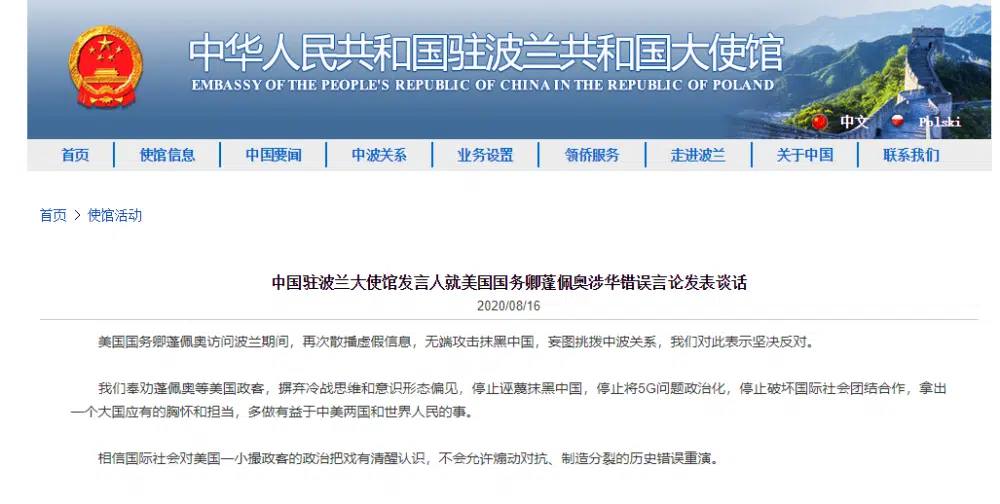 中华人民共和国驻波兰共和国大使馆
EMBASSY OF THE PEOPLE'S REPUBLIC OF CHINA IN THE REPUBLIC OF POLAND
中文 Polski
首页 使馆信息 中国要闻 中波关系 业务设置 领侨服务 走进波兰 关于中国 联系我们
首页 > 使馆活动
中国驻波兰大使馆发言人就美国国务卿蓬佩奥涉华错误言论发表谈话
2020/08/16
美国国务卿蓬佩奥访问波兰期间，再次散播虚假信息，无端攻击抹黑中国，妄图挑拨中波关系，我们对此表示坚决反对。
我们奉劝蓬佩奥等美国政客，摒弃冷战思维和意识形态偏见，停止诬蔑抹黑中国，停止将5G问题政治化，停止破坏国际社会团结合作，拿出
一个大国应有的胸怀和担当，多做有益于中美两国和世界人民的事。
相信国际社会对美国一小撮政客的政治把戏有清醒认识，不会允许煽动对抗、制造分裂的历史错误重演。